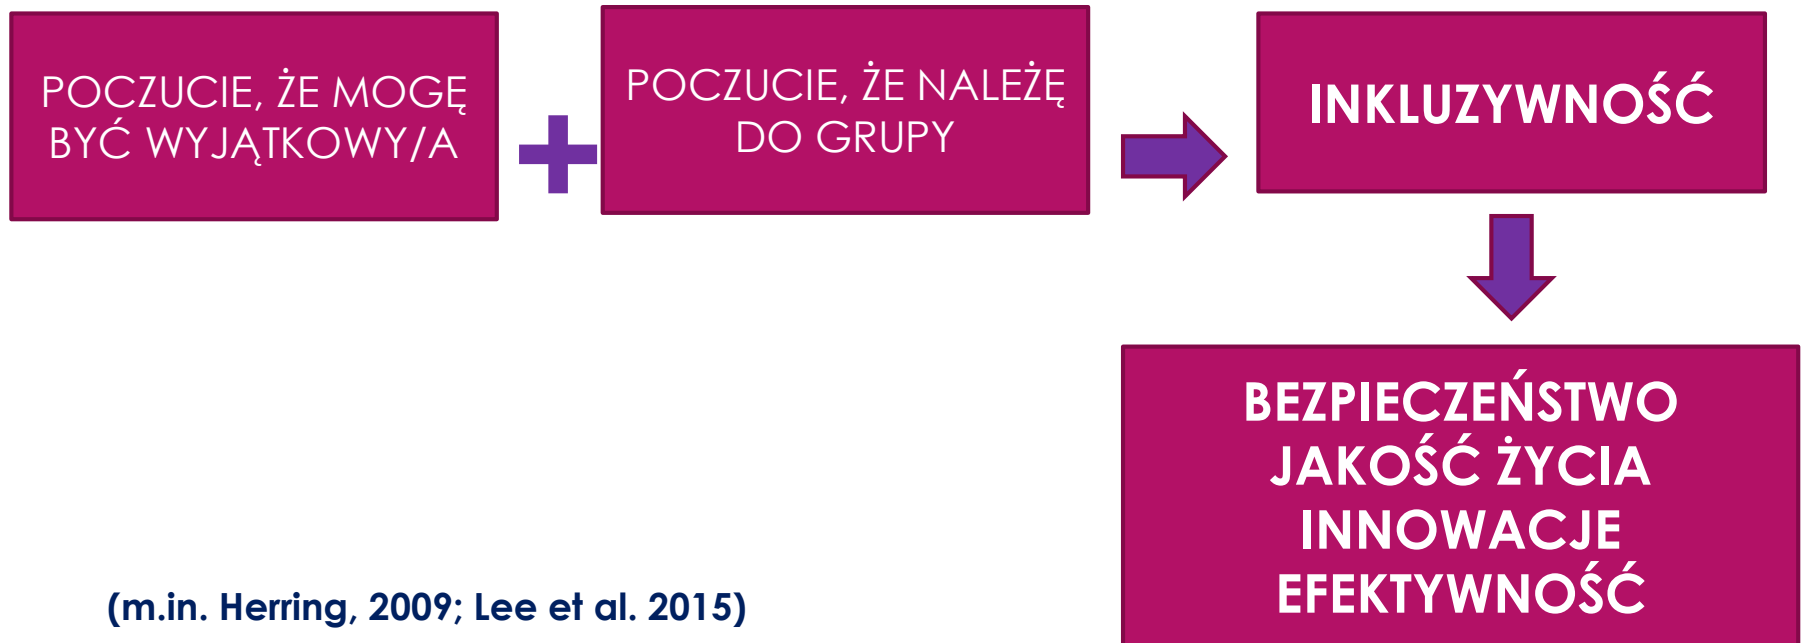 POCZUCIE, ŻE MOGĘ
BYĆ WYJĄTKOWY/A
POCZUCIE, ŻE NALEŻĘ
DO GRUPY
INKLUZYWNOŚĆ
BEZPIECZEŃSTWO
JAKOŚĆ ŻYCIA
INNOWACJE
EFEKTYWNOŚĆ
(m.in. Herring, 2009; Lee et al. 2015)